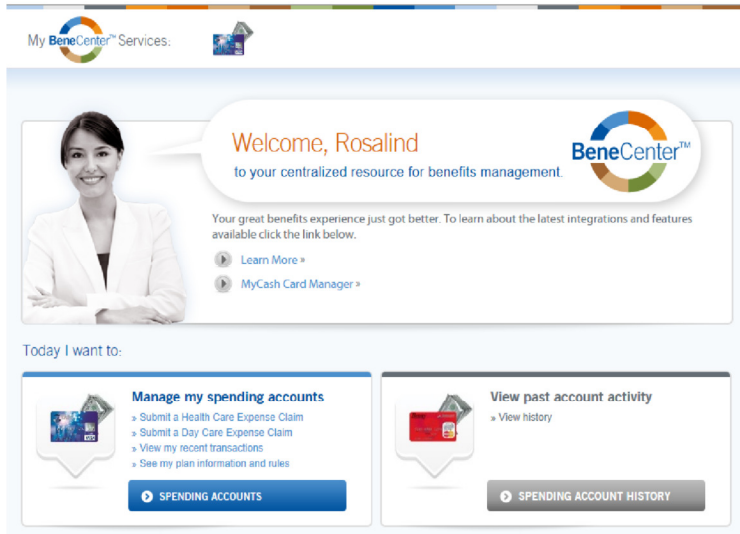 My BeneCenter™ Services:
Welcome, Rosalind
to your centralized resource for benefits management.
BeneCenter™
Your great benefits experience just got better. To learn about the latest integrations and features
available click the link below.
Learn More »
MyCash Card Manager »
Today I want to:
Manage my spending accounts
» Submit a Health Care Expense Claim
» Submit a Day Care Expense Claim
» View my recent transactions
» See my plan information and rules
SPENDING ACCOUNTS
View past account activity
» View history
SPENDING ACCOUNT HISTORY